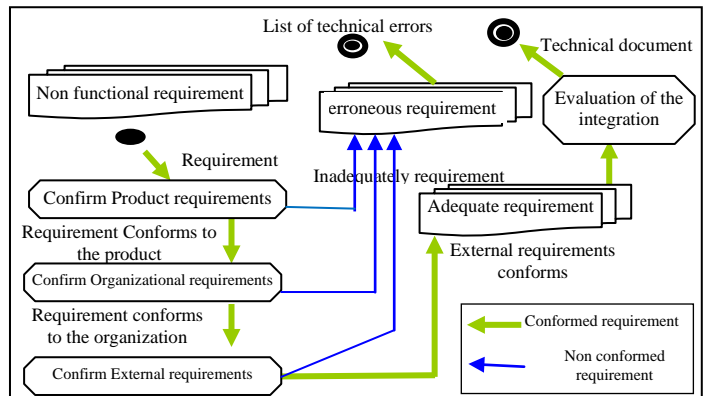 List of technical errors
Technical document
Non functional requirement
erroneous requirement
Evaluation of the
integration
Requirement
Inadequately requirement
Confirm Product requirements
Adequate requirement
Requirement Conforms to
the product
External requirements
conforms
Confirm Organizational requirements
Requirement conforms
to the organization
Conformed requirement
Non conformed
requirement
Confirm External requirements